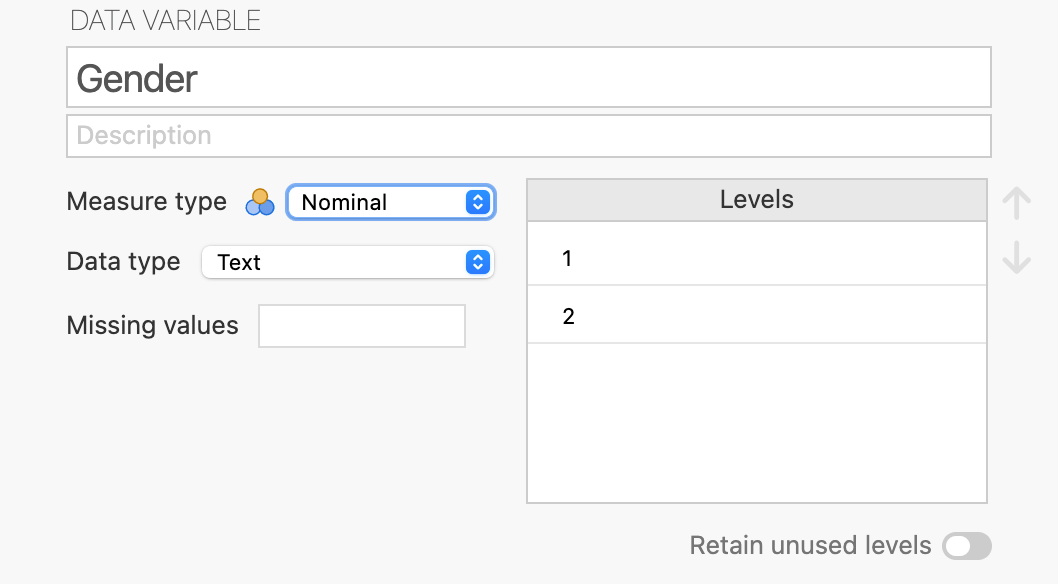 DATA VARIABLE
Gender
Description
Measure type Nominal
Levels
Data type Text
1
Missing values
2
Retain unused levels